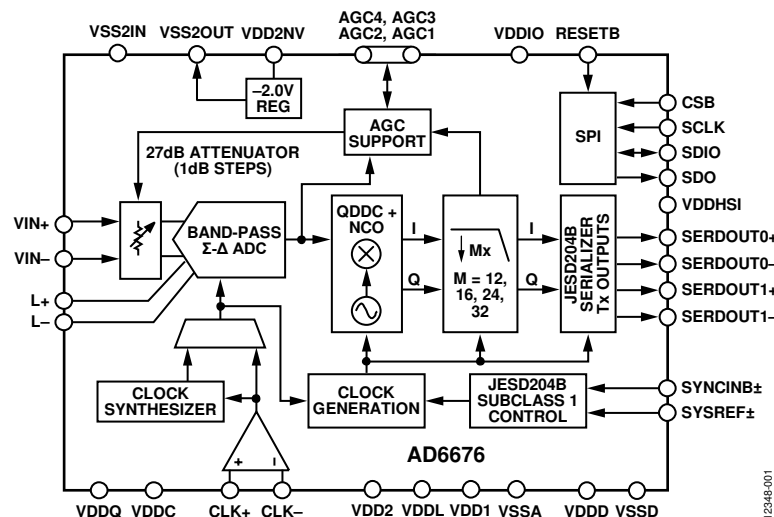 AGC4, AGC3
AGC2, AGC1
VSS2IN
VSS2OUT
VDD2NV
VDDIO
RESETB
–2.0V
REG
AGC
SUPPORT
SPI
CSB
SCLK
SDIO
SDO
27dB ATTENUATOR
(1dB STEPS)
VDDHSI
VIN+
VIN–
L+
L–
BAND-PASS
Σ-Δ ADC
QDDC +
NCO
I
Q
Mx
M = 12,
16, 24,
32
I
Q
JESD204B
SERIALIZER
Tx OUTPUTS
SERDOUT0+
SERDOUT0–
SERDOUT1+
SERDOUT1–
CLOCK
SYNTHESIZER
CLOCK
GENERATION
JESD204B
SUBCLASS 1
CONTROL
SYNCINB±
SYSREF±
+
–
AD6676
VDDQ
VDDC
CLK+
CLK–
VDD2
VDDL
VDD1
VSSA
VDDD
VSSD
12348-001